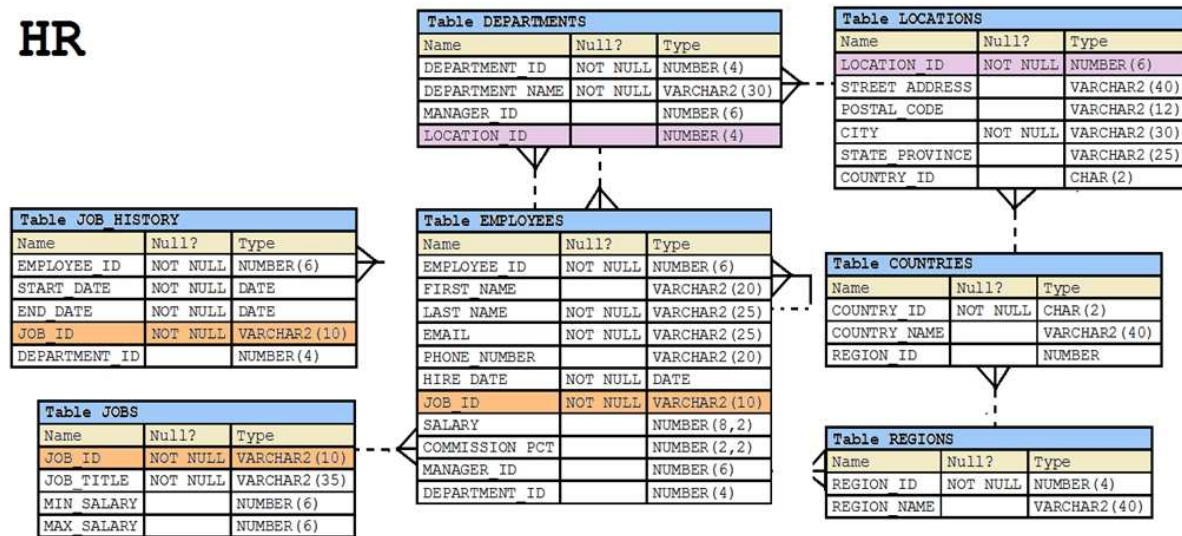 HR
Table DEPARTMENTS
Name Null? Type
DEPARTMENT_ID NOT NULL NUMBER(4)
DEPARTMENT_NAME NOT NULL VARCHAR2(30)
MANAGER_ID NUMBER(6)
LOCATION_ID NUMBER(4)
Table LOCATIONS
Name Null? Type
LOCATION_ID NOT NULL NUMBER(6)
STREET_ADDRESS VARCHAR2(40)
POSTAL_CODE VARCHAR2(12)
CITY NOT NULL VARCHAR2(30)
STATE_PROVINCE VARCHAR2(25)
COUNTRY_ID CHAR(2)
Table JOB_HISTORY
Name Null? Type
EMPLOYEE_ID NOT NULL NUMBER(6)
START_DATE NOT NULL DATE
END_DATE NOT NULL DATE
JOB_ID NOT NULL VARCHAR2(10)
DEPARTMENT_ID NUMBER(4)
Table EMPLOYEES
Name Null? Type
EMPLOYEE_ID NOT NULL NUMBER(6)
FIRST_NAME VARCHAR2(20)
LAST_NAME NOT NULL VARCHAR2(25)
EMAIL NOT NULL VARCHAR2(25)
PHONE_NUMBER VARCHAR2(20)
HIRE_DATE NOT NULL DATE
JOB_ID NOT NULL VARCHAR2(10)
SALARY NUMBER(8,2)
COMMISSION_PCT NUMBER(2,2)
MANAGER_ID NUMBER(6)
DEPARTMENT_ID NUMBER(4)
Table COUNTRIES
Name Null? Type
COUNTRY_ID NOT NULL CHAR(2)
COUNTRY_NAME VARCHAR2(40)
REGION_ID NUMBER
Table JOBS
Name Null? Type
JOB_ID NOT NULL VARCHAR2(10)
JOB_TITLE NOT NULL VARCHAR2(35)
MIN_SALARY NUMBER(6)
MAX_SALARY NUMBER(6)
Table REGIONS
Name Null? Type
REGION_ID NOT NULL NUMBER(4)
REGION_NAME VARCHAR2(40)